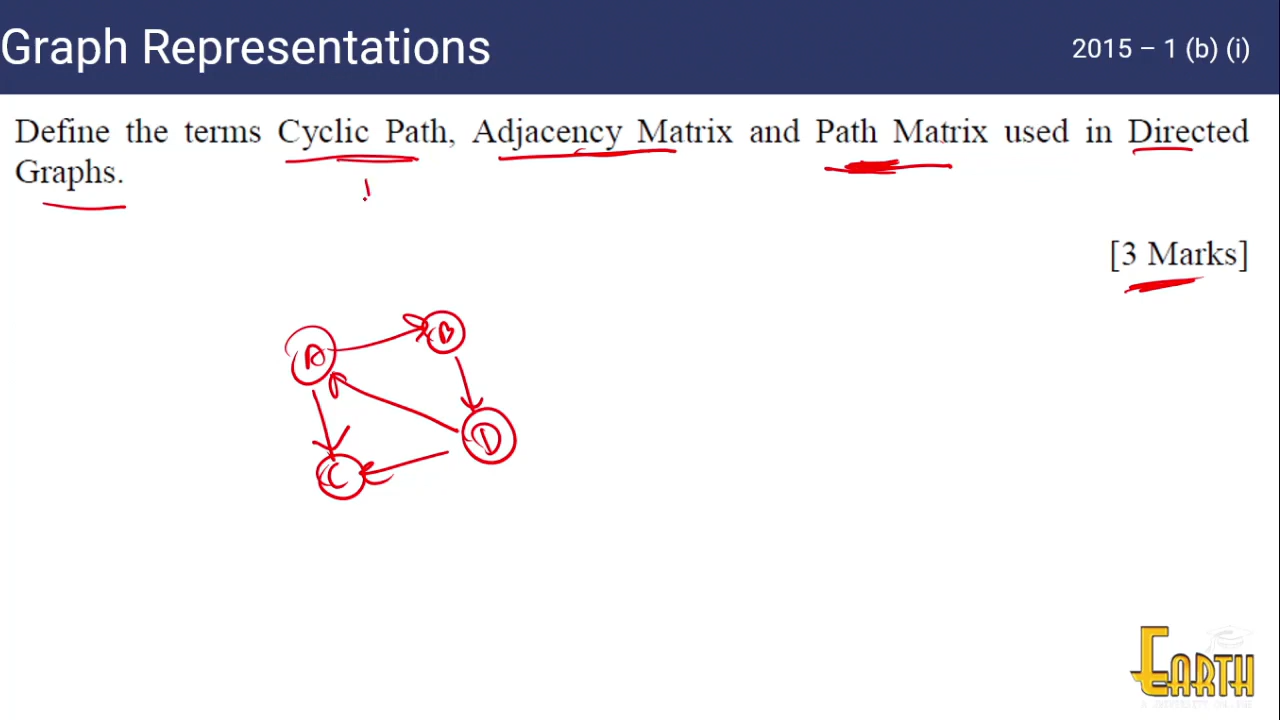 Graph Representations
2015 – 1 (b) (i)
Define the terms Cyclic Path, Adjacency Matrix and Path Matrix used in Directed
Graphs.
[3 Marks]
A
B
D
C
EARTH